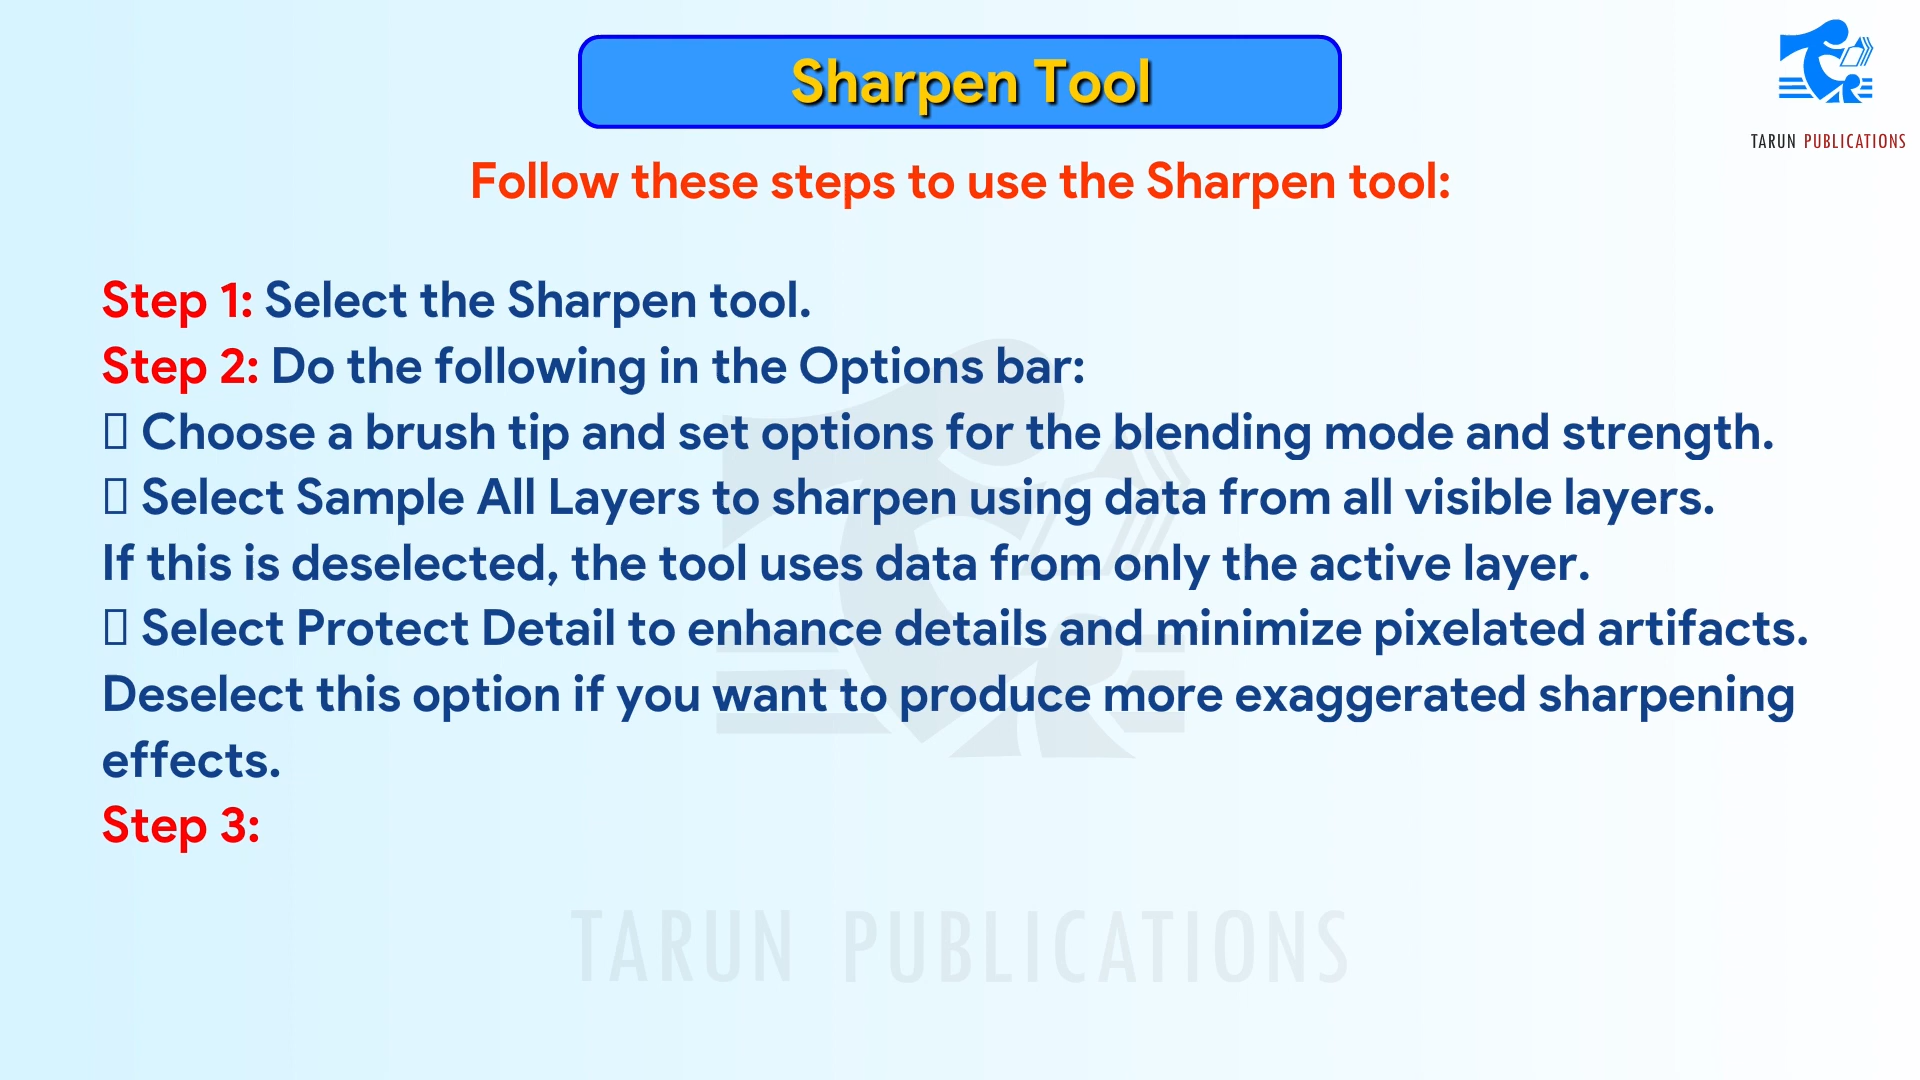 Sharpen Tool
TARUN PUBLICATIONS
Follow these steps to use the Sharpen tool:
Step 1: Select the Sharpen tool.
Step 2: Do the following in the Options bar:
 Choose a brush tip and set options for the blending mode and strength.
 Select Sample All Layers to sharpen using data from all visible layers.
If this is deselected, the tool uses data from only the active layer.
 Select Protect Detail to enhance details and minimize pixelated artifacts.
Deselect this option if you want to produce more exaggerated sharpening
effects.
Step 3:
TARUN PUBLICATIONS